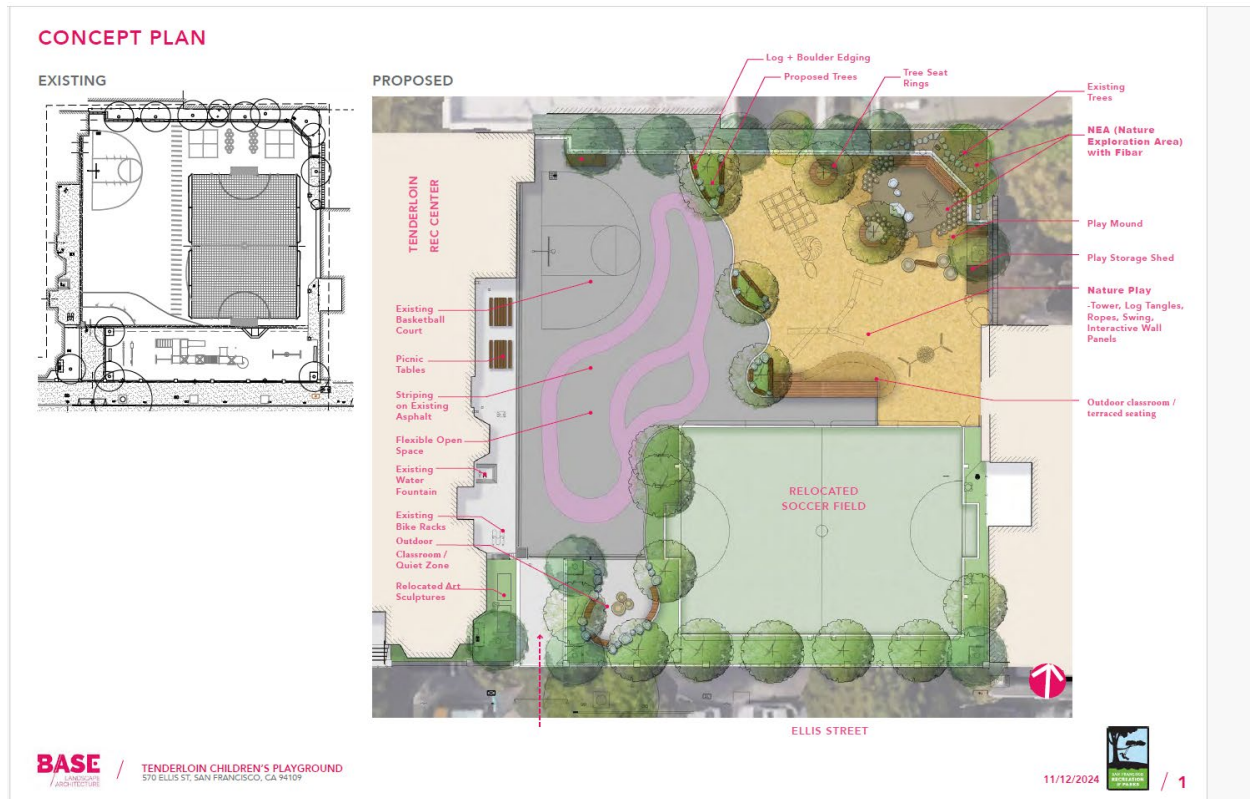 CONCEPT PLAN
EXISTING
PROPOSED
Log + Boulder Edging
Proposed Trees
Tree Seat
Rings
Existing
Trees
NEA (Nature
Exploration Area)
with Fibar
Play Mound
Play Storage Shed
Nature Play
-Tower, Log Tangles,
Ropes, Swing,
Interactive Wall
Panels
Outdoor classroom /
terraced seating
TENDERLOIN
REC CENTER
Existing
Basketball
Court
Picnic
Tables
Striping
on Existing
Asphalt
Flexible Open
Space
Existing
Water
Fountain
Existing
Bike Racks
Outdoor
Classroom /
Quiet Zone
Relocated Art
Sculptures
RELOCATED
SOCCER FIELD
ELLIS STREET
BASE
LANDSCAPE
ARCHITECTURE
/
TENDERLOIN CHILDREN'S PLAYGROUND
570 ELLIS ST, SAN FRANCISCO, CA 94109
11/12/2024
SAN FRANCISCO
RECREATION
& PARKS
/ 1